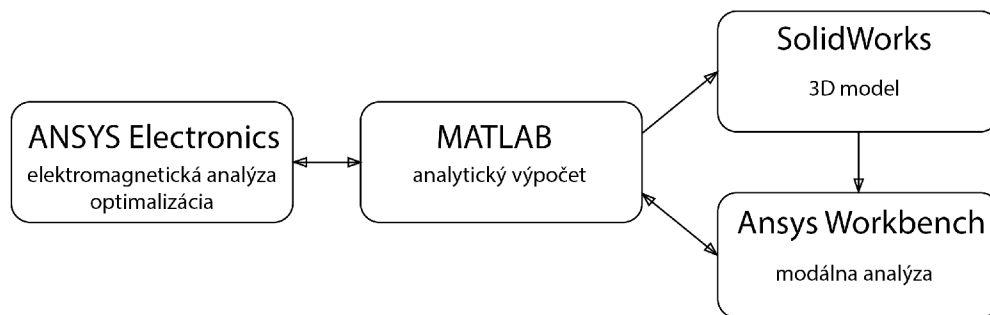 ANSYS Electronics
elektromagnetická analýza
optimalizácia
MATLAB
analytický výpočet
SolidWorks
3D model
Ansys Workbench
modálna analýza